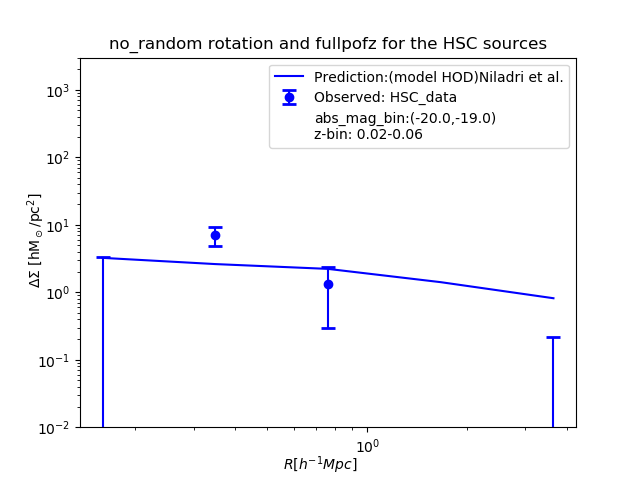 no_random rotation and fullpofz for the HSC sources
Prediction:(model HOD)Niladri et al.
Observed: HSC_data
abs_mag_bin:(-20.0,-19.0)
z-bin: 0.02-0.06
ΔΣ [hM⊙/pc²]
10³
10²
10¹
10⁰
10⁻¹
10⁻²
10⁰
R[h⁻¹Mpc]